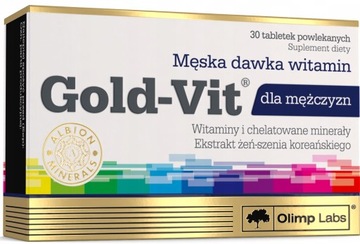 30 tabletek powlekanych
Suplement diety
Męska dawka witamin
Gold-Vit®
dla mężczyzn
Witaminy i chelatowane minerały
Ekstrakt żeń-szenia koreańskiego
ALBION MINERALS
Olimp Labs®